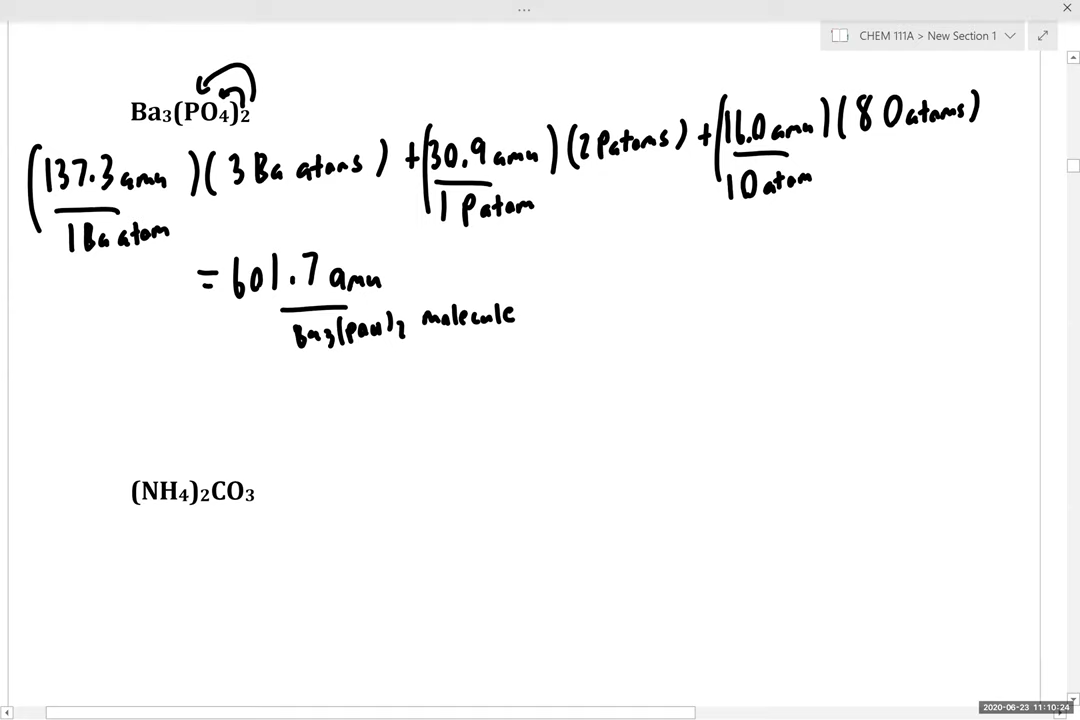 CHEM 111A > New Section 1
Ba₃(PO₄)₂
(137.3 amu / 1 Ba atom)(3 Ba atoms) + (30.9 amu / 1 P atom)(2 P atoms) + (16.0 amu / 1 O atom)(8 O atoms)
= 601.7 amu / Ba₃(PO₄)₂ molecule
(NH₄)₂CO₃
2020-06-23 11:10:24